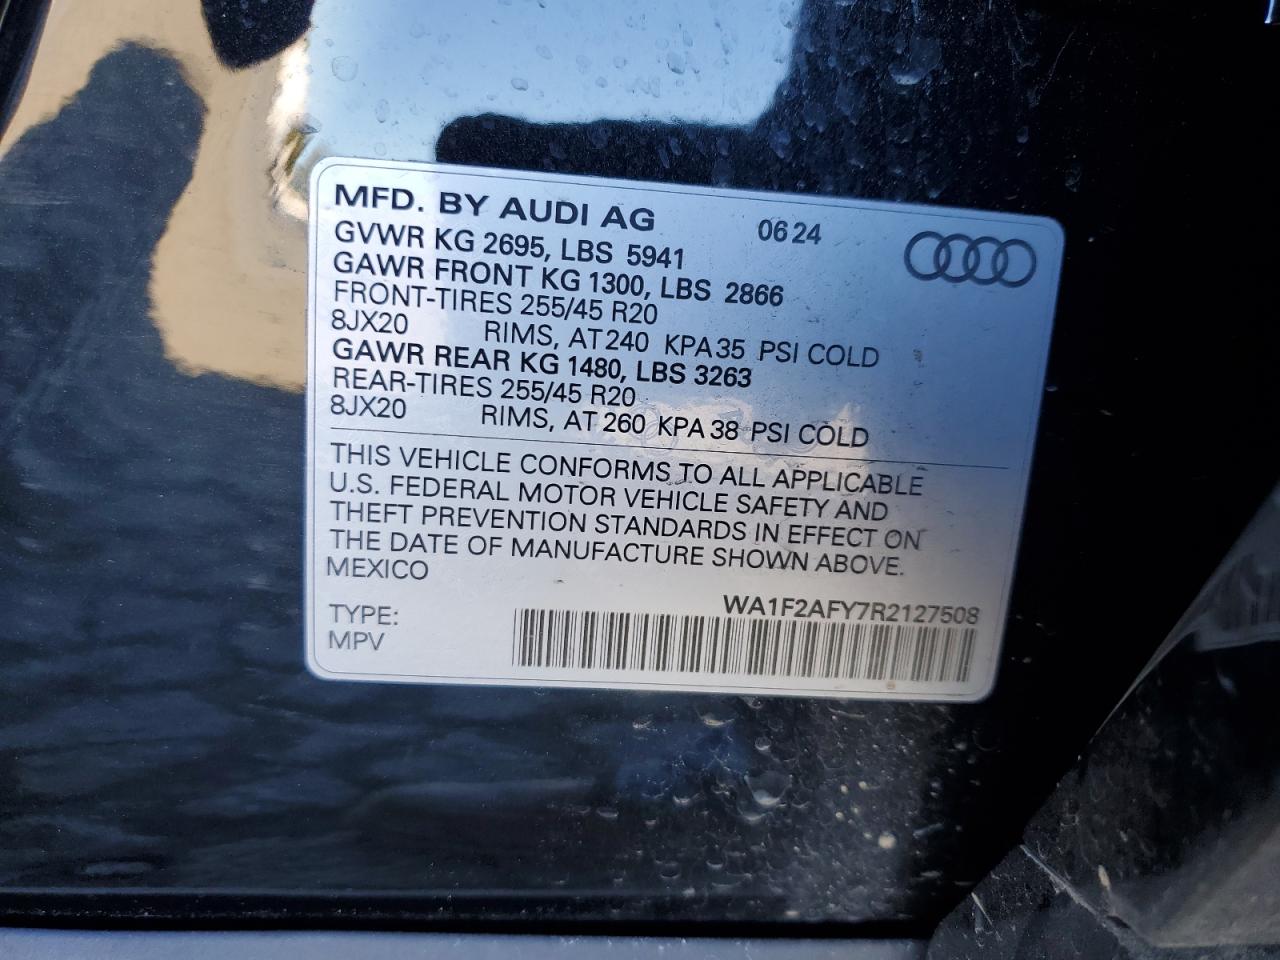 MFD. BY AUDI AG 06 24
GVWR KG 2695, LBS 5941
GAWR FRONT KG 1300, LBS 2866
FRONT-TIRES 255/45 R20
8JX20 RIMS, AT 240 KPA 35 PSI COLD
GAWR REAR KG 1480, LBS 3263
REAR-TIRES 255/45 R20
8JX20 RIMS, AT 260 KPA 38 PSI COLD
THIS VEHICLE CONFORMS TO ALL APPLICABLE
U.S. FEDERAL MOTOR VEHICLE SAFETY AND
THEFT PREVENTION STANDARDS IN EFFECT ON
THE DATE OF MANUFACTURE SHOWN ABOVE.
MEXICO
WA1F2AFY7R2127508
TYPE:
MPV